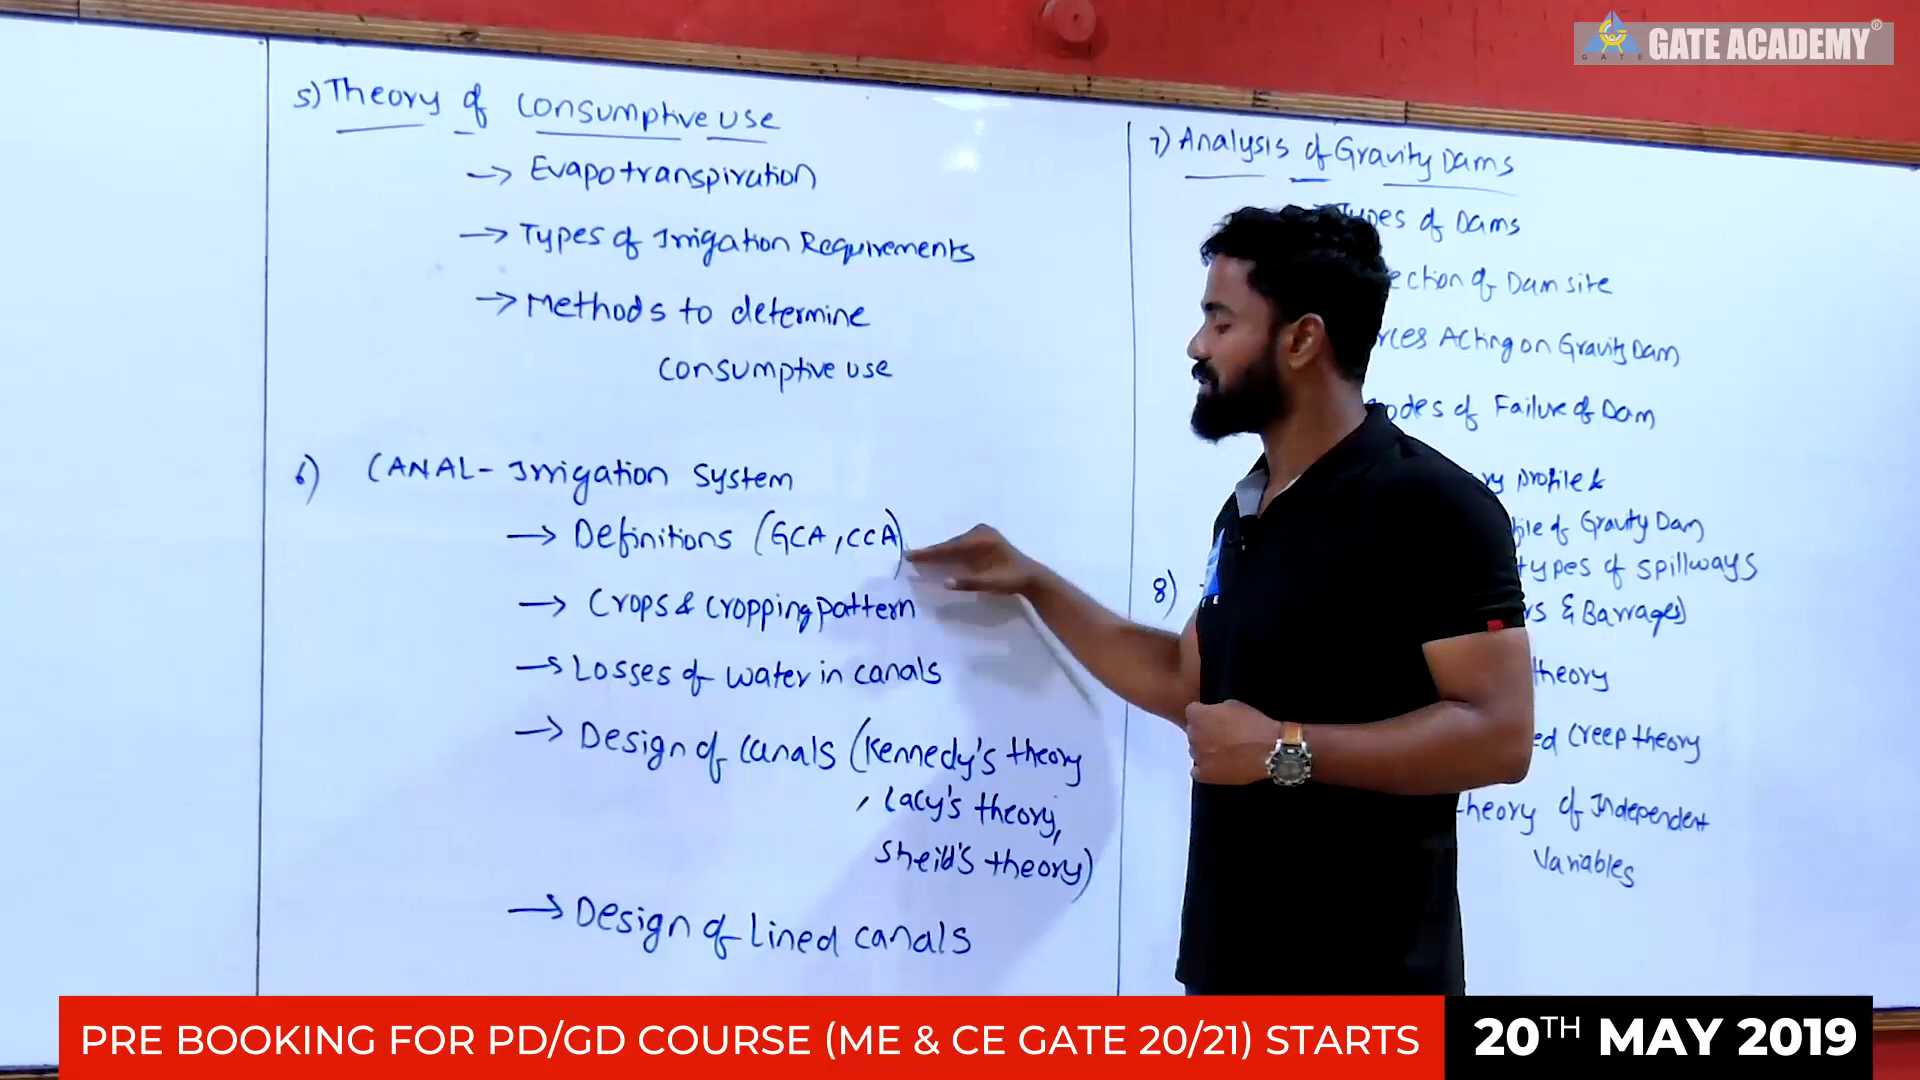 GATE ACADEMY®
GATE
5) Theory of consumptive use
→ Evapotranspiration
→ Types of Irrigation Requirements
→ Methods to determine
consumptive use
6) CANAL - Irrigation system
→ Definitions (GCA, CCA)
→ Crops & cropping pattern
→ Losses of water in canals
→ Design of canals (Kennedy's theory
, Lacy's theory,
Sheild's theory)
→ Design of Lined canals
7) Analysis of Gravity Dams
Types of Dams
ection of Dam site
rces Acting on Gravity Dam
odes of Failure of Dam
ry profile &
file of Gravity Dam
types of spillways
8)
rs & Barrages)
theory
ed Creep theory
theory of Independent
Variables
PRE BOOKING FOR PD/GD COURSE (ME & CE GATE 20/21) STARTS
20TH MAY 2019